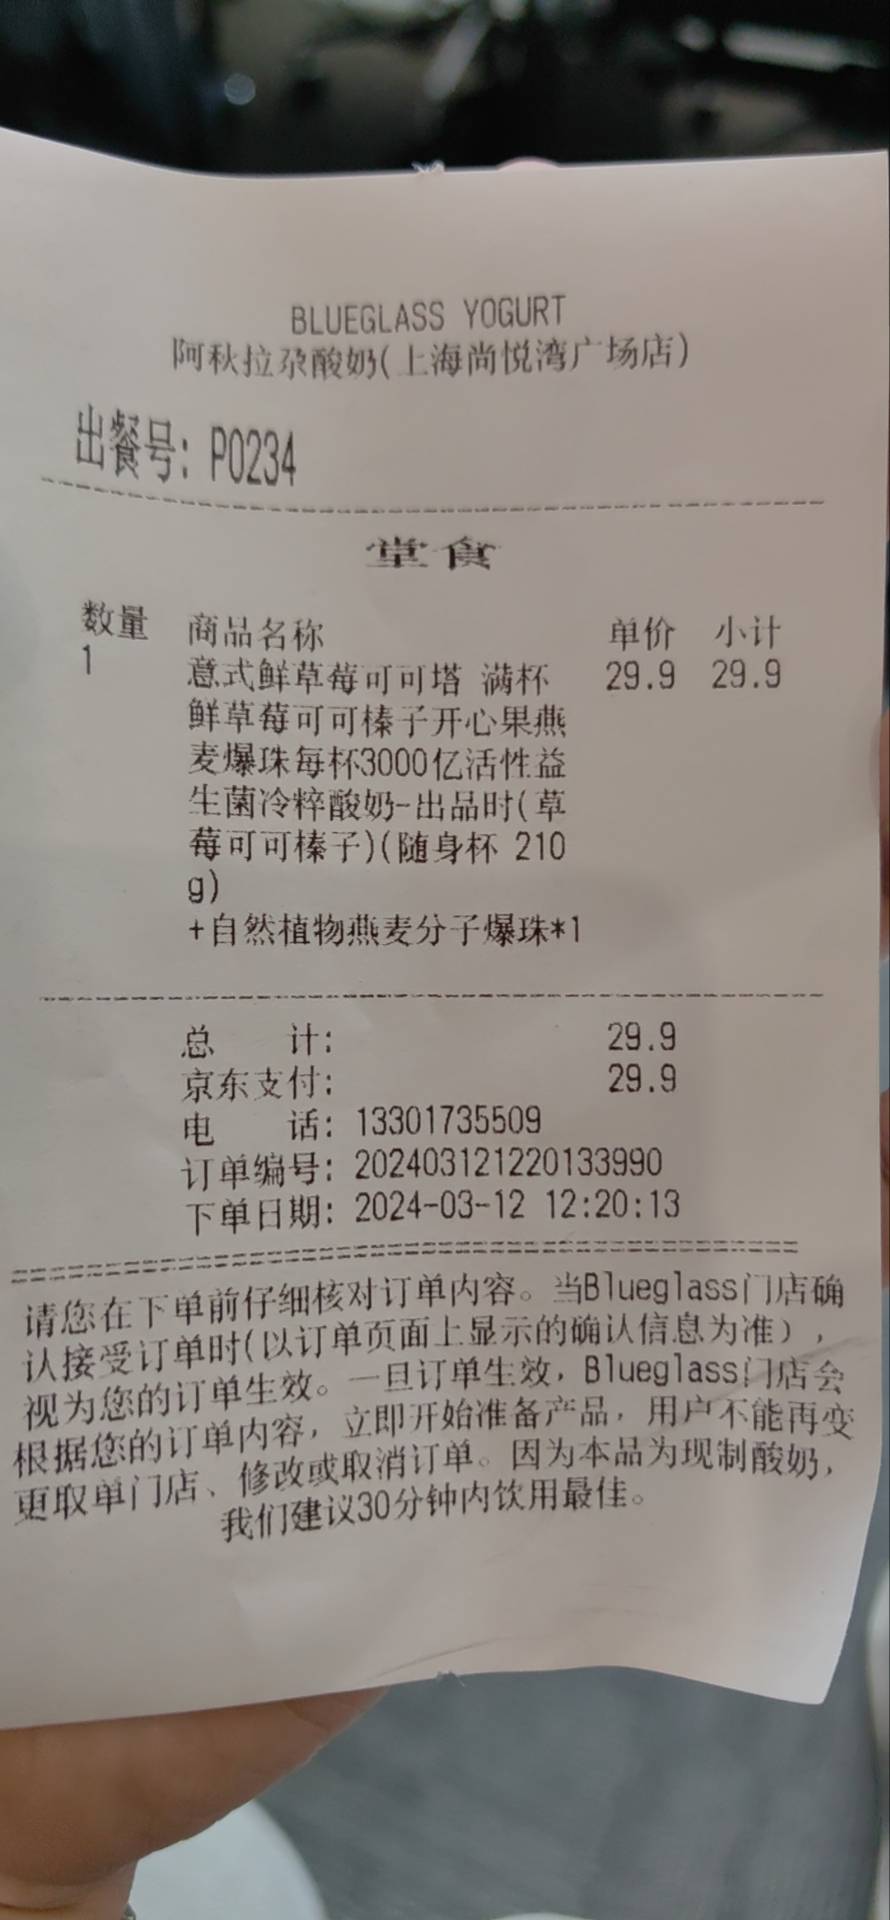 BLUEGLASS YOGURT
阿秋拉尕酸奶(上海尚悦湾广场店)
出餐号: P0234
堂食
数量 商品名称 单价 小计
1 意式鲜草莓可可塔 满杯 29.9 29.9
鲜草莓可可榛子开心果燕
麦爆珠每杯3000亿活性益
生菌冷粹酸奶-出品时(草
莓可可榛子)(随身杯 210
g)
+自然植物燕麦分子爆珠*1
总 计: 29.9
京东支付: 29.9
电 话: 13301735509
订单编号: 202403121220133990
下单日期: 2024-03-12 12:20:13
请您在下单前仔细核对订单内容。当Blueglass门店确
认接受订单时(以订单页面上显示的确认信息为准),
视为您的订单生效。一旦订单生效,Blueglass门店会
根据您的订单内容,立即开始准备产品,用户不能再变
更取单门店、修改或取消订单。因为本品为现制酸奶,
我们建议30分钟内饮用最佳。